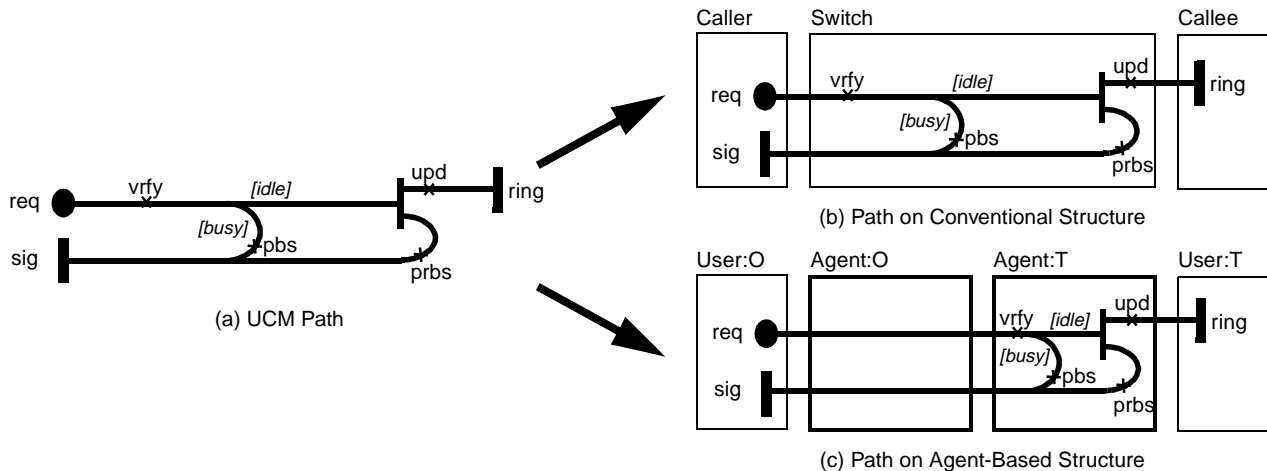 vrfy
[idle]
upd
req
ring
[busy]
pbs
sig
prbs
(a) UCM Path
Caller
Switch
Callee
upd
vrfy
[idle]
req
ring
[busy]
pbs
sig
prbs
(b) Path on Conventional Structure
User:O
Agent:O
Agent:T
User:T
upd
vrfy
[idle]
req
ring
[busy]
pbs
sig
prbs
(c) Path on Agent-Based Structure